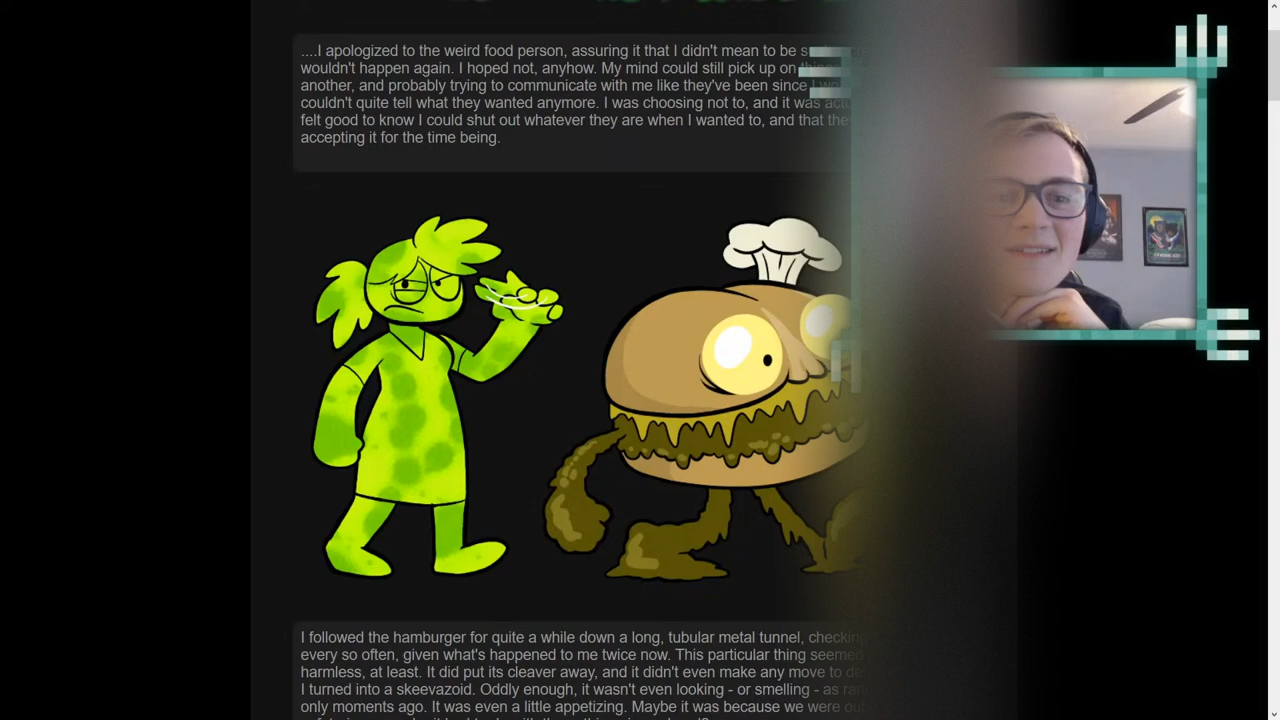 ....I apologized to the weird food person, assuring it that I didn't mean to be
wouldn't happen again. I hoped not, anyhow. My mind could still pick up on
another, and probably trying to communicate with me like they've been since I
couldn't quite tell what they wanted anymore. I was choosing not to, and it was
felt good to know I could shut out whatever they are when I wanted to, and that
accepting it for the time being.
I followed the hamburger for quite a while down a long, tubular metal tunnel, checking
every so often, given what's happened to me twice now. This particular thing seemed
harmless, at least. It did put its cleaver away, and it didn't even make any move to
I turned into a skeevazoid. Oddly enough, it wasn't even looking - or smelling - as
only moments ago. It was even a little appetizing. Maybe it was because we were